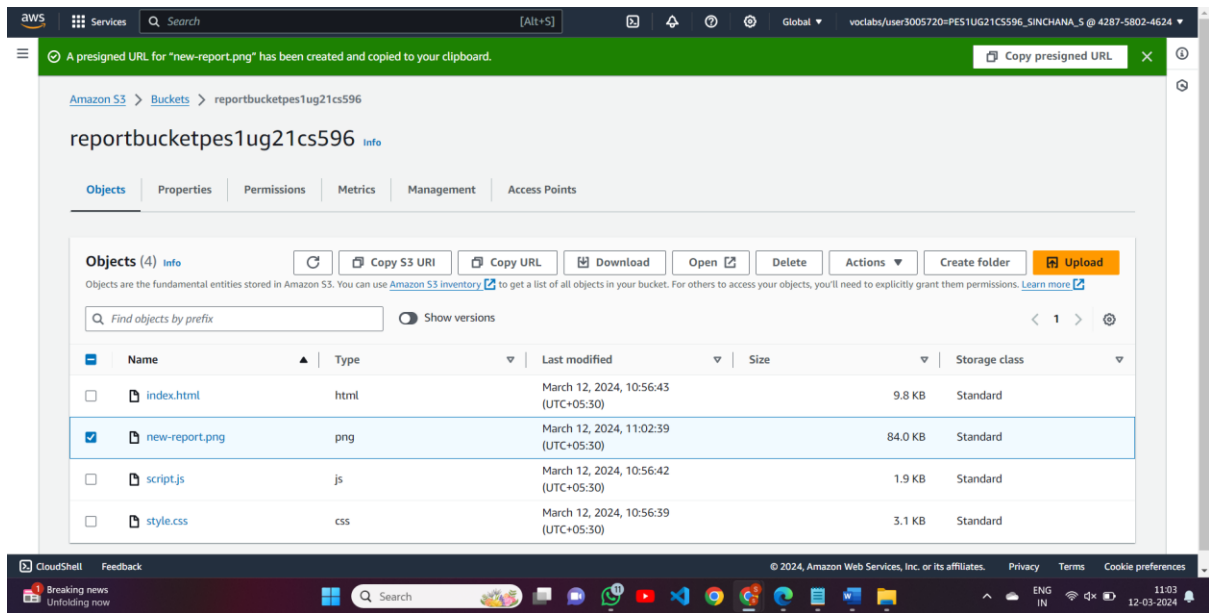 aws Services Search [Alt+S] Global ▼ voclabs/user3005720=PES1UG21CS596_SINCHANA_S @ 4287-5802-4624 ▼
A presigned URL for "new-report.png" has been created and copied to your clipboard. Copy presigned URL
Amazon S3 > Buckets > reportbucketpes1ug21cs596
reportbucketpes1ug21cs596 Info
Objects Properties Permissions Metrics Management Access Points
Objects (4) Info Copy S3 URI Copy URL Download Open Delete Actions ▼ Create folder Upload
Objects are the fundamental entities stored in Amazon S3. You can use Amazon S3 inventory to get a list of all objects in your bucket. For others to access your objects, you'll need to explicitly grant them permissions. Learn more
Find objects by prefix Show versions < 1 >
Name Type Last modified Size Storage class
index.html html March 12, 2024, 10:56:43 (UTC+05:30) 9.8 KB Standard
new-report.png png March 12, 2024, 11:02:39 (UTC+05:30) 84.0 KB Standard
script.js js March 12, 2024, 10:56:42 (UTC+05:30) 1.9 KB Standard
style.css css March 12, 2024, 10:56:39 (UTC+05:30) 3.1 KB Standard
CloudShell Feedback © 2024, Amazon Web Services, Inc. or its affiliates. Privacy Terms Cookie preferences
1 Breaking news Search ENG 11:03
Unfolding now IN 12-03-2024